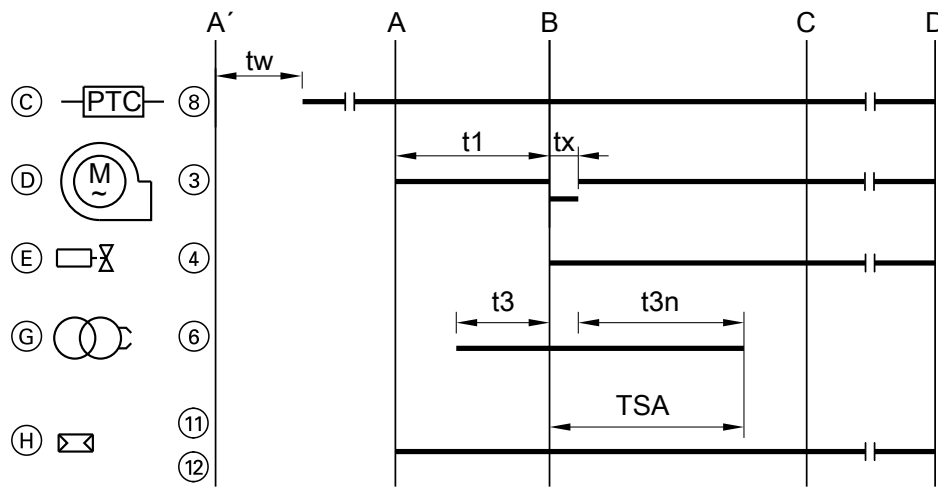 A´ A B C D
tw
C PTC 8
t1 tx
D M ~ 3
E 4
t3 t3n
G 6
TSA
11
H
12